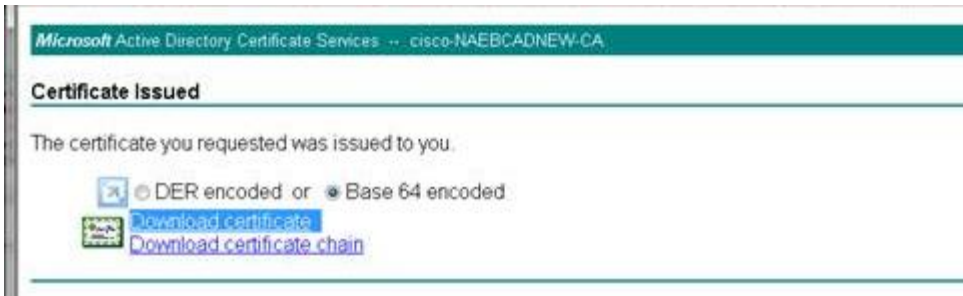 Microsoft Active Directory Certificate Services -- cisco-NAEBCADNEW-CA
Certificate Issued
The certificate you requested was issued to you.
DER encoded or Base 64 encoded
Download certificate
Download certificate chain